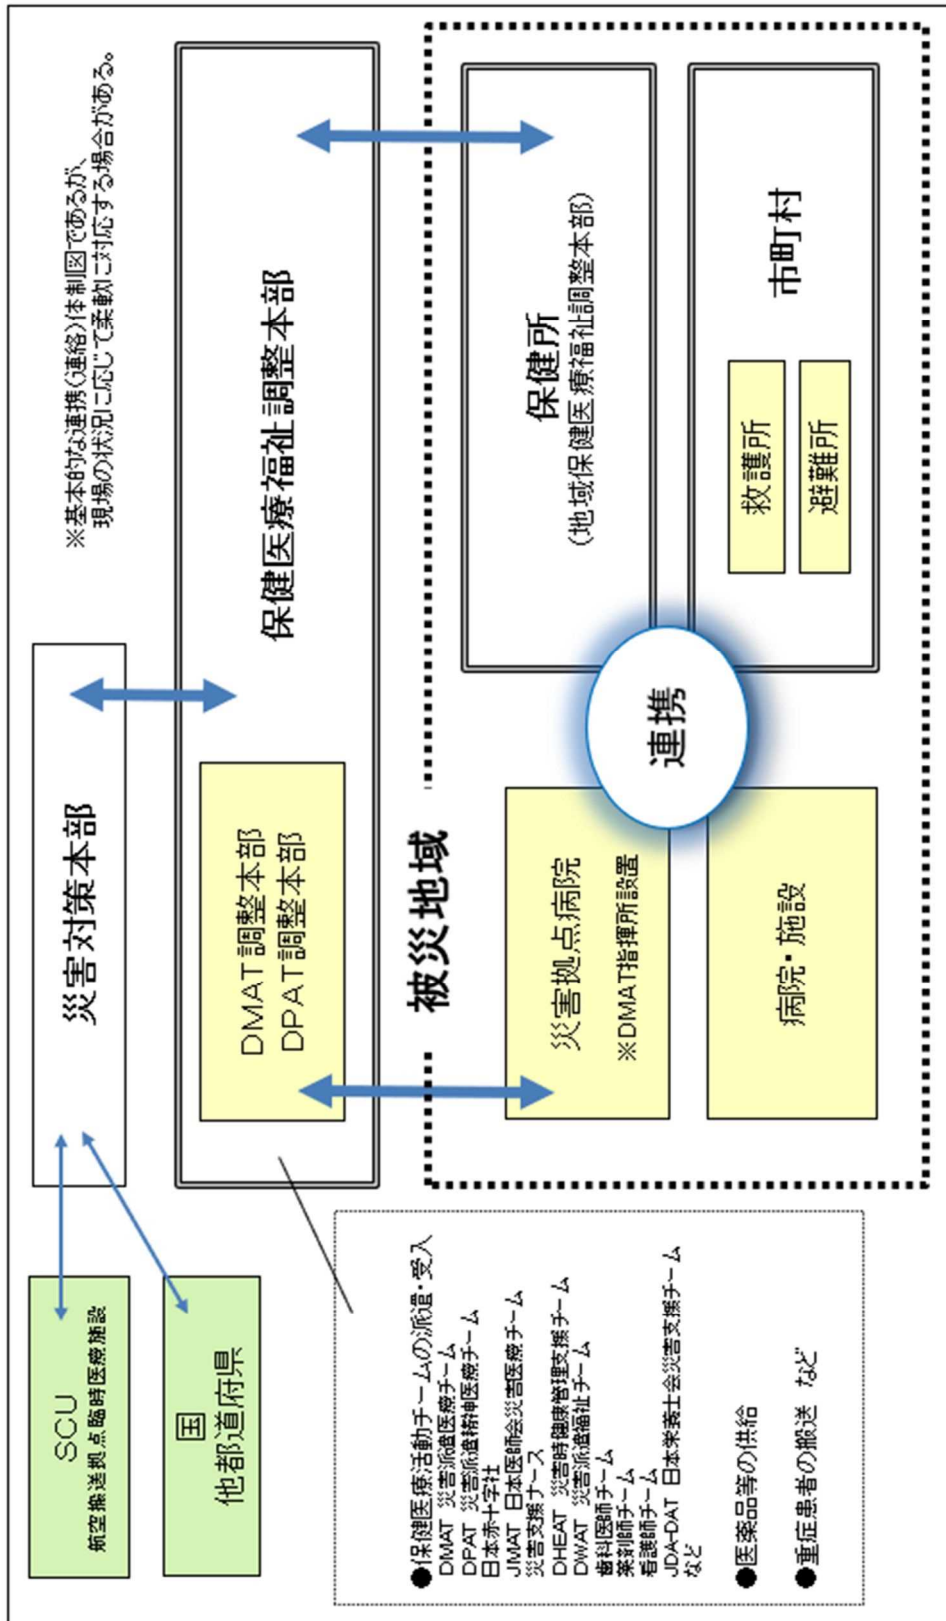 ※基本的な連携(連絡)体制図であるが、
現場の状況に応じて柔軟に対応する場合がある。
SCU
航空搬送拠点臨時医療施設
国
他都道府県
災害対策本部
保健医療福祉調整本部
DMAT調整本部
DPAT調整本部
●保健医療活動チームの派遣・受入
DMAT 災害派遣医療チーム
DPAT 災害派遣精神医療チーム
日本赤十字社
JMAT 日本医師会災害医療チーム
災害支援ナース
DHEAT 災害時健康管理支援チーム
DWAT 災害派遣福祉チーム
歯科医師チーム
薬剤師チーム
看護師チーム
JDA-DAT 日本栄養士会災害支援チーム
など
●医薬品等の供給
●重症患者の搬送 など
被災地域
災害拠点病院
※DMAT指揮所設置
病院・施設
連携
保健所
(地域保健医療福祉調整本部)
市町村
救護所
避難所